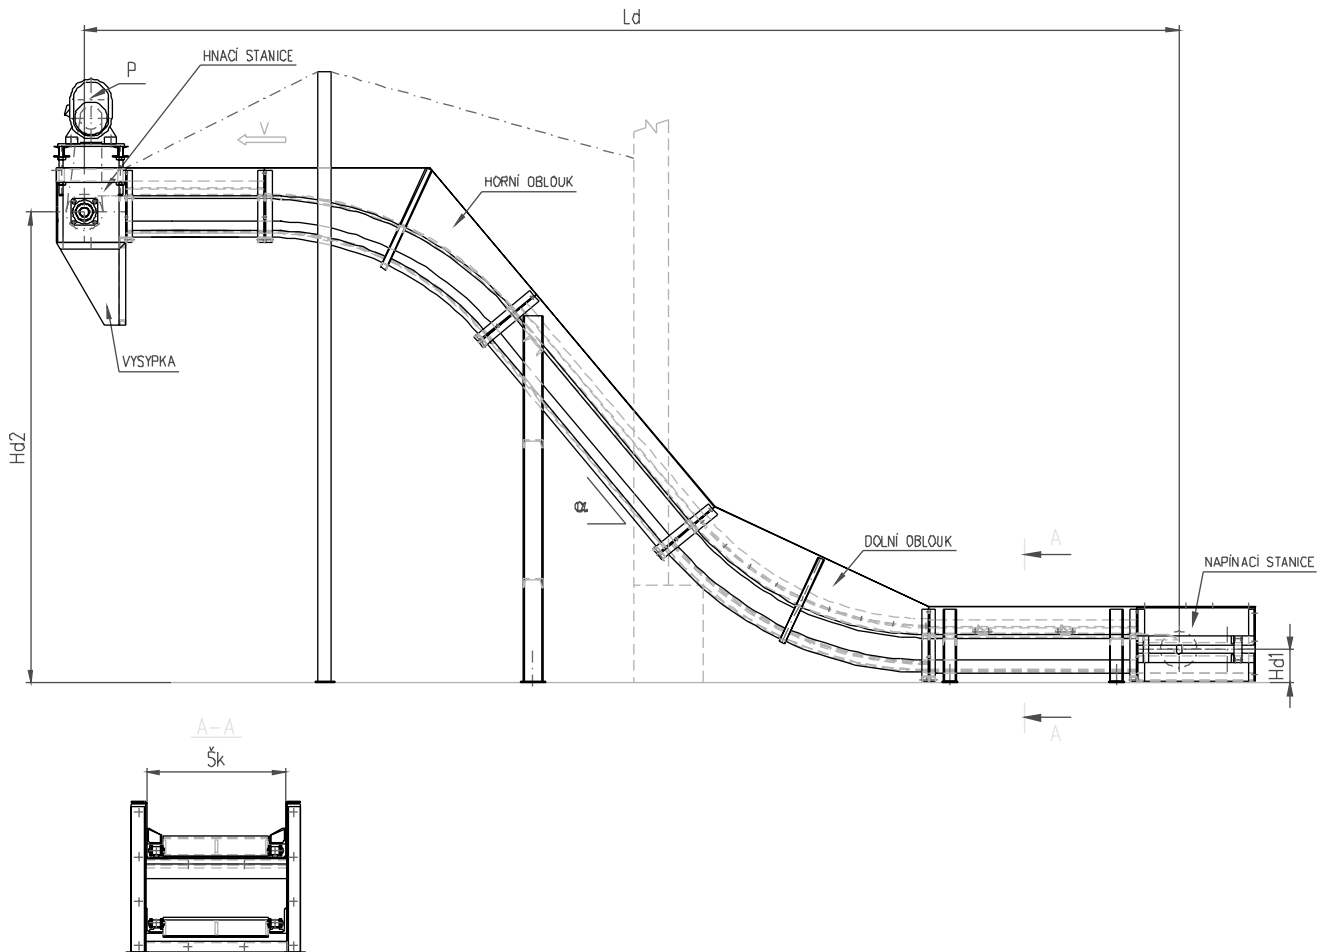 Ld
HNACÍ STANICE
P
V
HORNÍ OBLOUK
VYSYPKA
Hd2
α
DOLNÍ OBLOUK
A
NAPÍNACÍ STANICE
Hd1
A
A-A
Šk